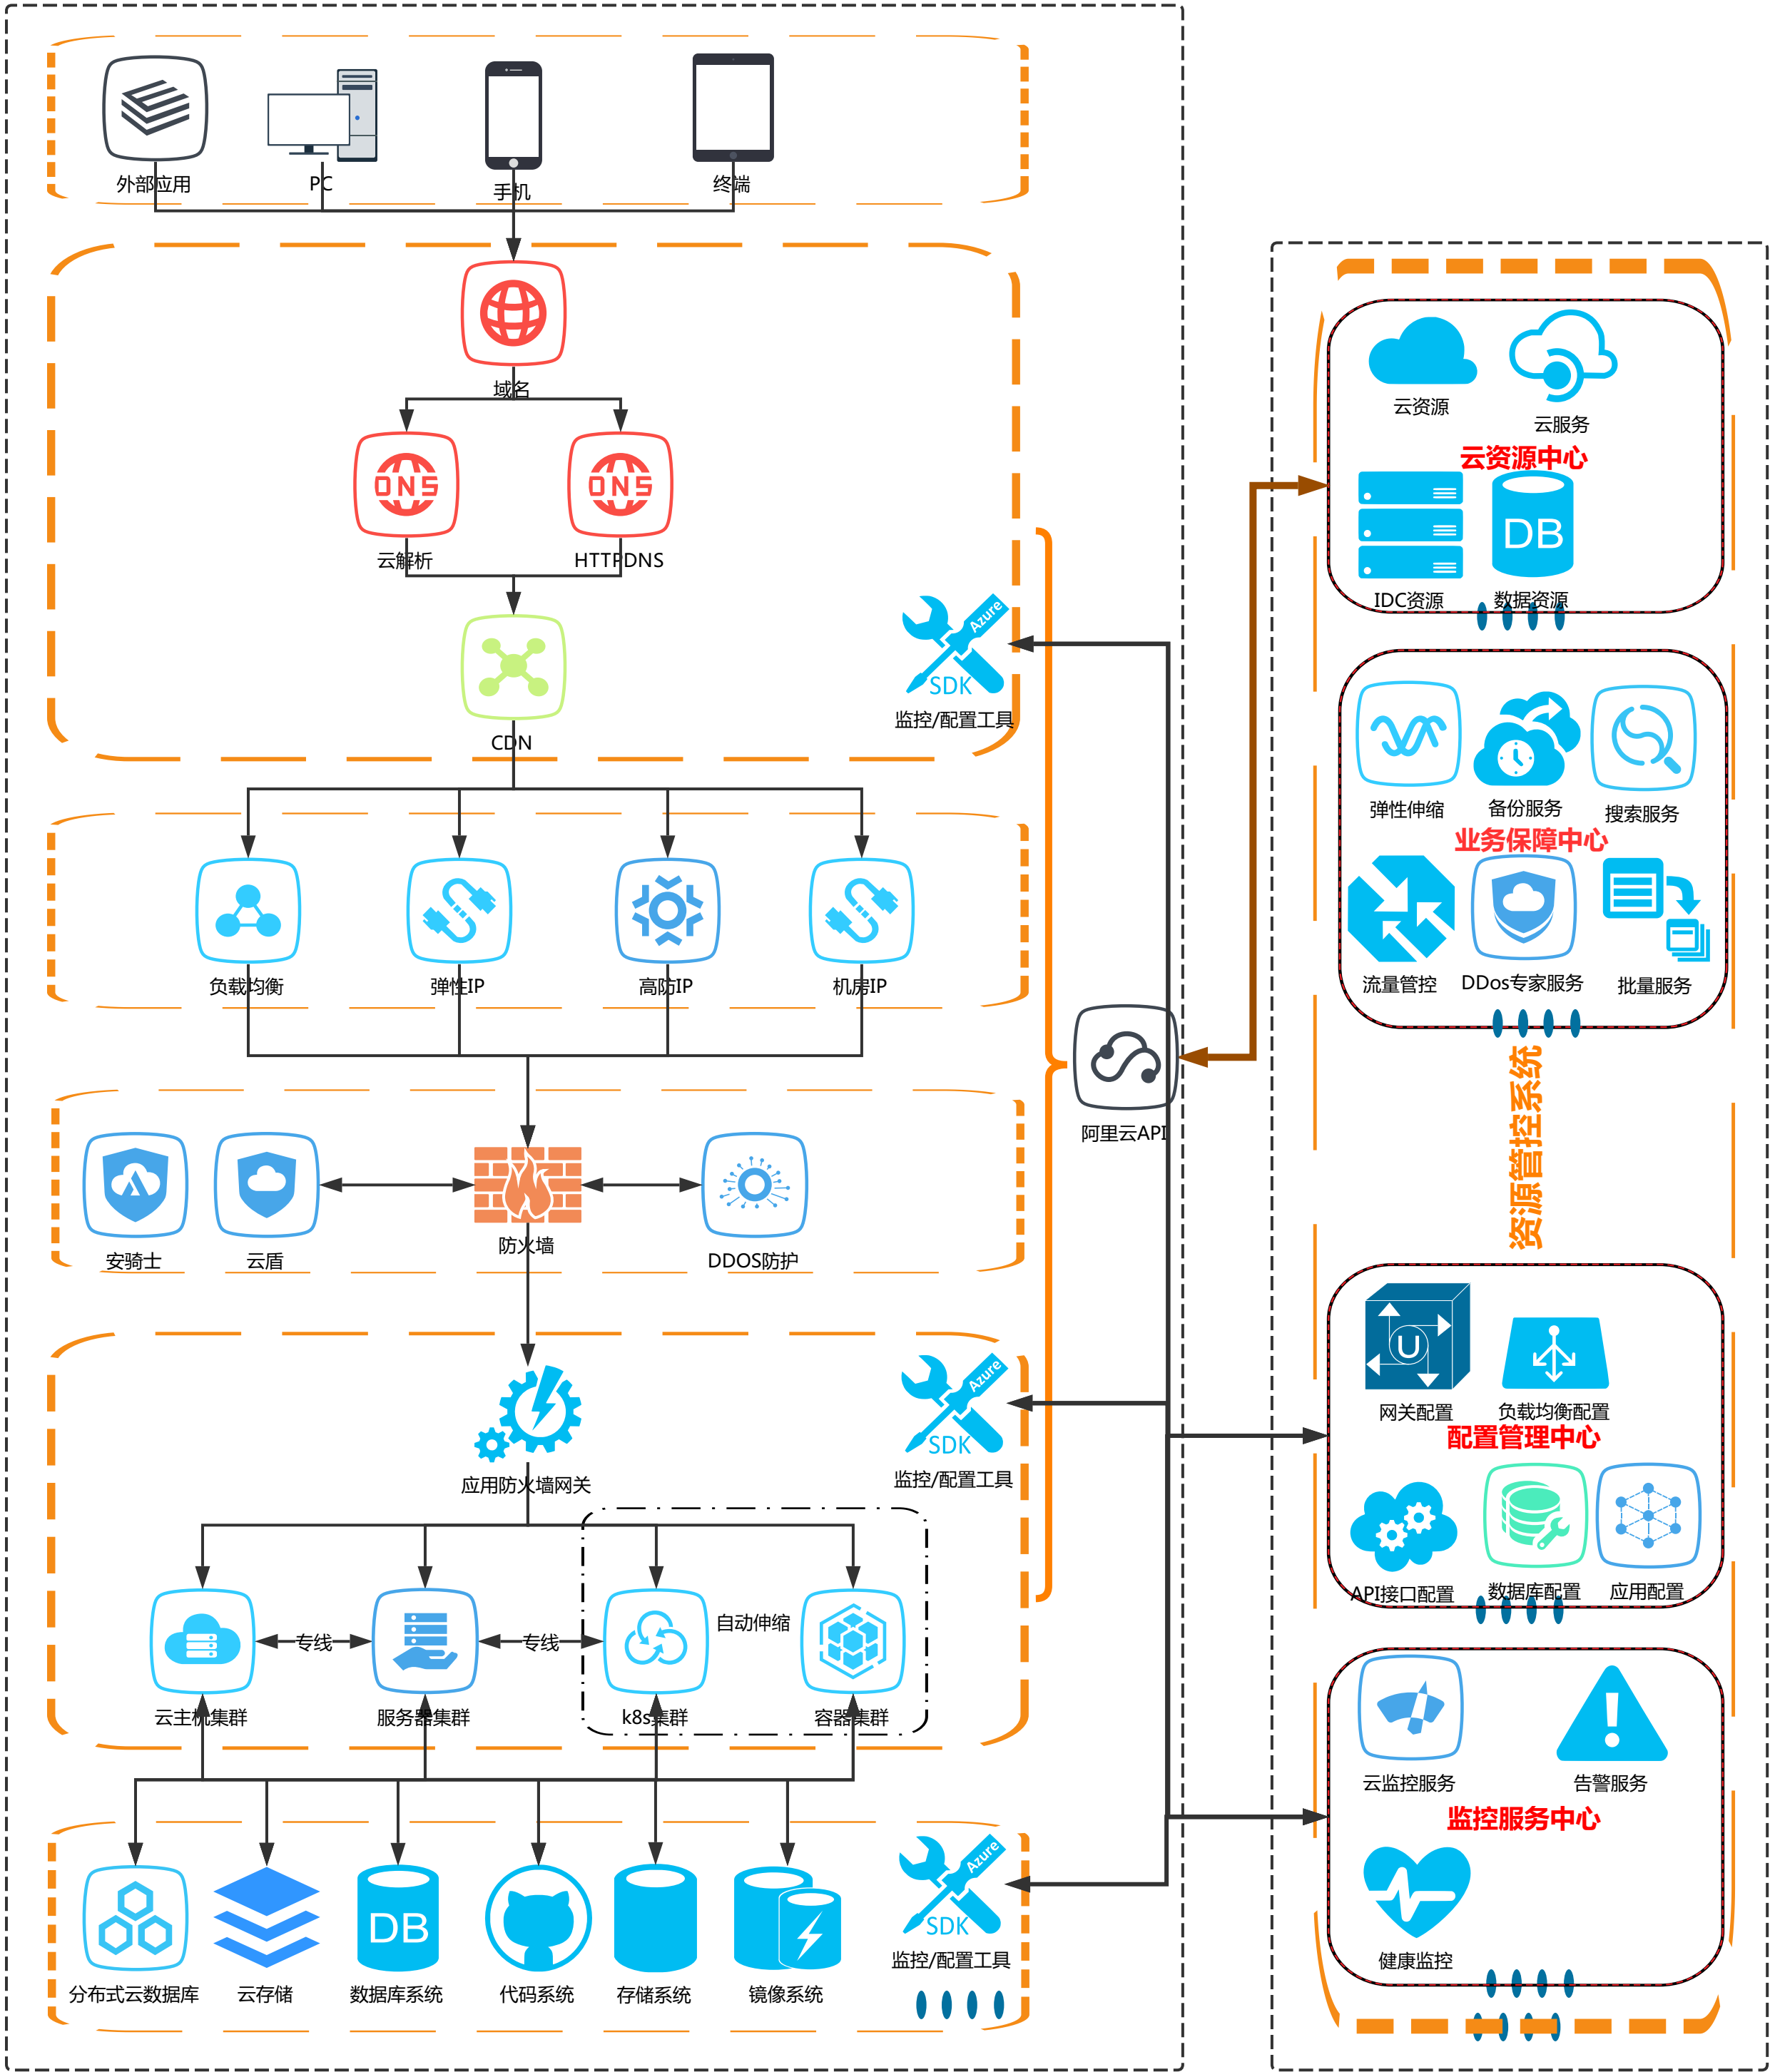 外部应用
PC
手机
终端
域名
DNS
DNS
云解析
HTTPDNS
Azure
SDK
监控/配置工具
CDN
负载均衡
弹性IP
高防IP
机房IP
阿里云API
安骑士
云盾
防火墙
DDOS防护
Azure
SDK
监控/配置工具
应用防火墙网关
自动伸缩
专线
专线
云主机集群
服务器集群
k8s集群
容器集群
Azure
SDK
监控/配置工具
DB
分布式云数据库
云存储
数据库系统
代码系统
存储系统
镜像系统
云资源
云服务
云资源中心
DB
IDC资源
数据资源
弹性伸缩
备份服务
搜索服务
业务保障中心
流量管控
DDos专家服务
批量服务
资源管控系统
U
网关配置
负载均衡配置
配置管理中心
API接口配置
数据库配置
应用配置
云监控服务
告警服务
监控服务中心
健康监控